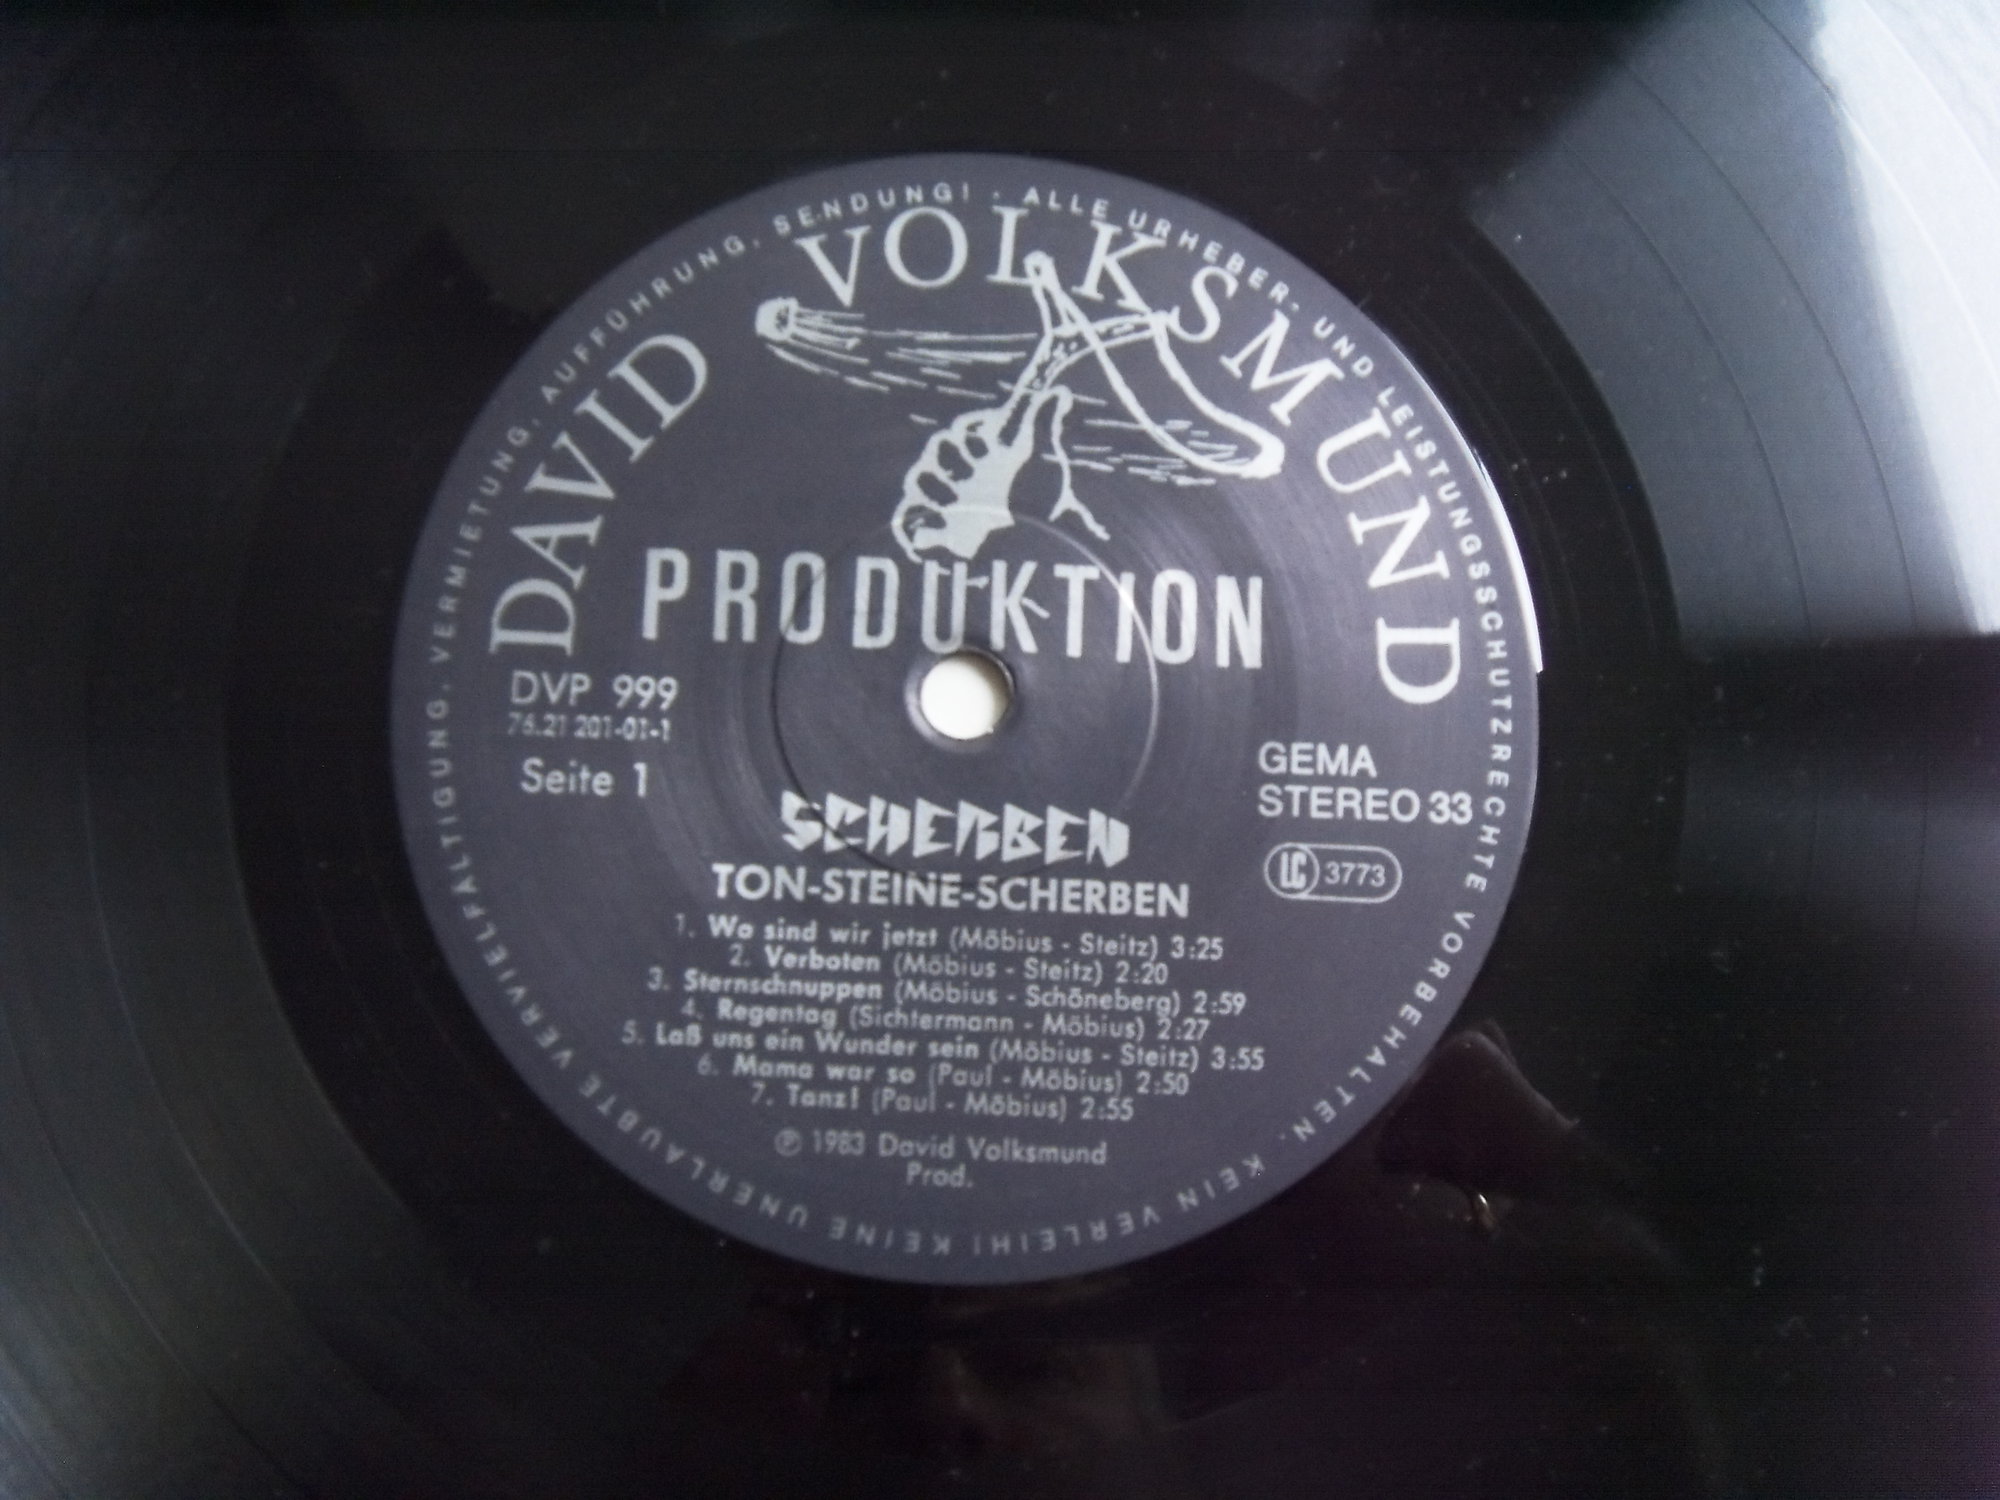 DAVID VOLKSMUND
PRODUKTION
DVP 999
76.21 201-01-1
Seite 1
GEMA
STEREO 33
LC 3773
SCHERBEN
TON-STEINE-SCHERBEN
1. Wo sind wir jetzt (Möbius - Steitz) 3:25
2. Verboten (Möbius - Steitz) 2:20
3. Sternschnuppen (Möbius - Schöneberg) 2:59
4. Regentag (Sichtermann - Möbius) 2:27
5. Laß uns ein Wunder sein (Möbius - Steitz) 3:55
6. Mama war so (Paul - Möbius) 2:50
7. Tanz! (Paul - Möbius) 2:55
℗ 1983 David Volksmund
Prod.
ALLE URHEBER- UND LEISTUNGSSCHUTZRECHTE VORBEHALTEN. KEIN VERLEIH! KEINE UNERLAUBTE VERVIELFÄLTIGUNG, VERMIETUNG, AUFFÜHRUNG, SENDUNG! ·